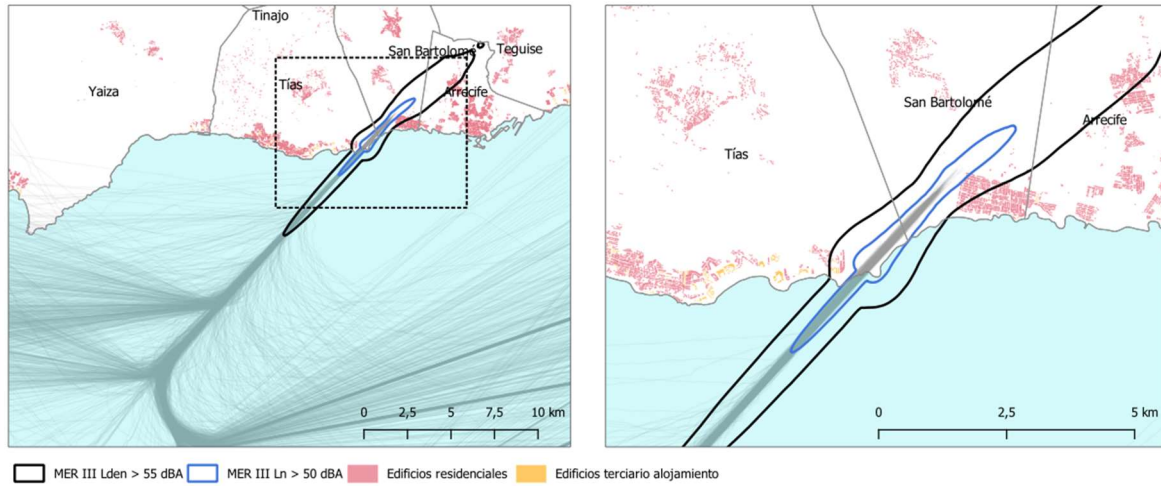 Tinajo
San Bartolomé
Teguise
Yaiza
Tías
Arrecife
0 2,5 5 7,5 10 km
San Bartolomé
Arrecife
Tías
0 2,5 5 km
MER III Lden > 55 dBA MER III Ln > 50 dBA Edificios residenciales Edificios terciario alojamiento